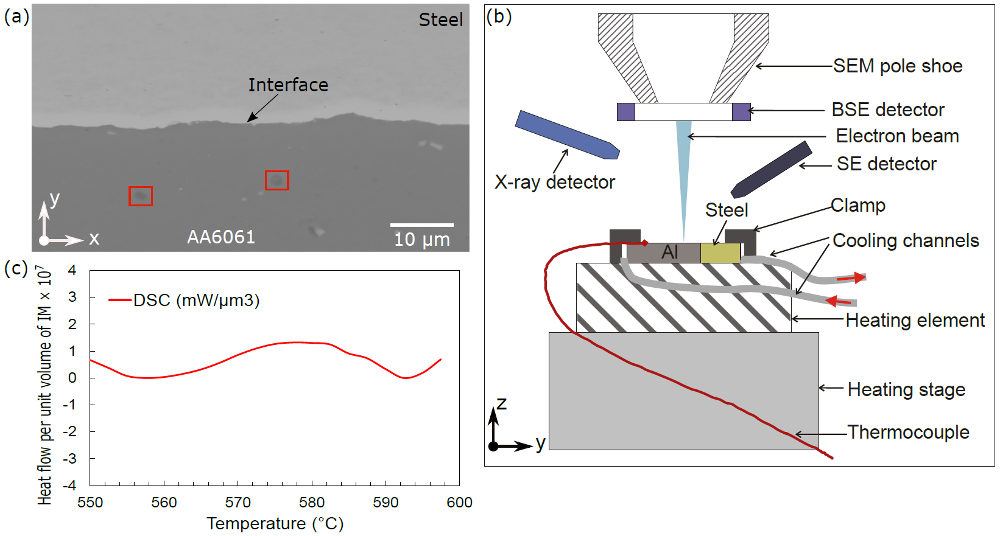 (a)
Steel
Interface
y
x
AA6061
10 μm
(b)
SEM pole shoe
BSE detector
Electron beam
SE detector
X-ray detector
Steel
Clamp
Al
Cooling channels
Heating element
Heating stage
z
y
Thermocouple
(c)
Heat flow per unit volume of IM x 10⁷
4
3
2
1
0
-1
-2
-3
-4
DSC (mW/μm3)
550 560 570 580 590 600
Temperature (°C)